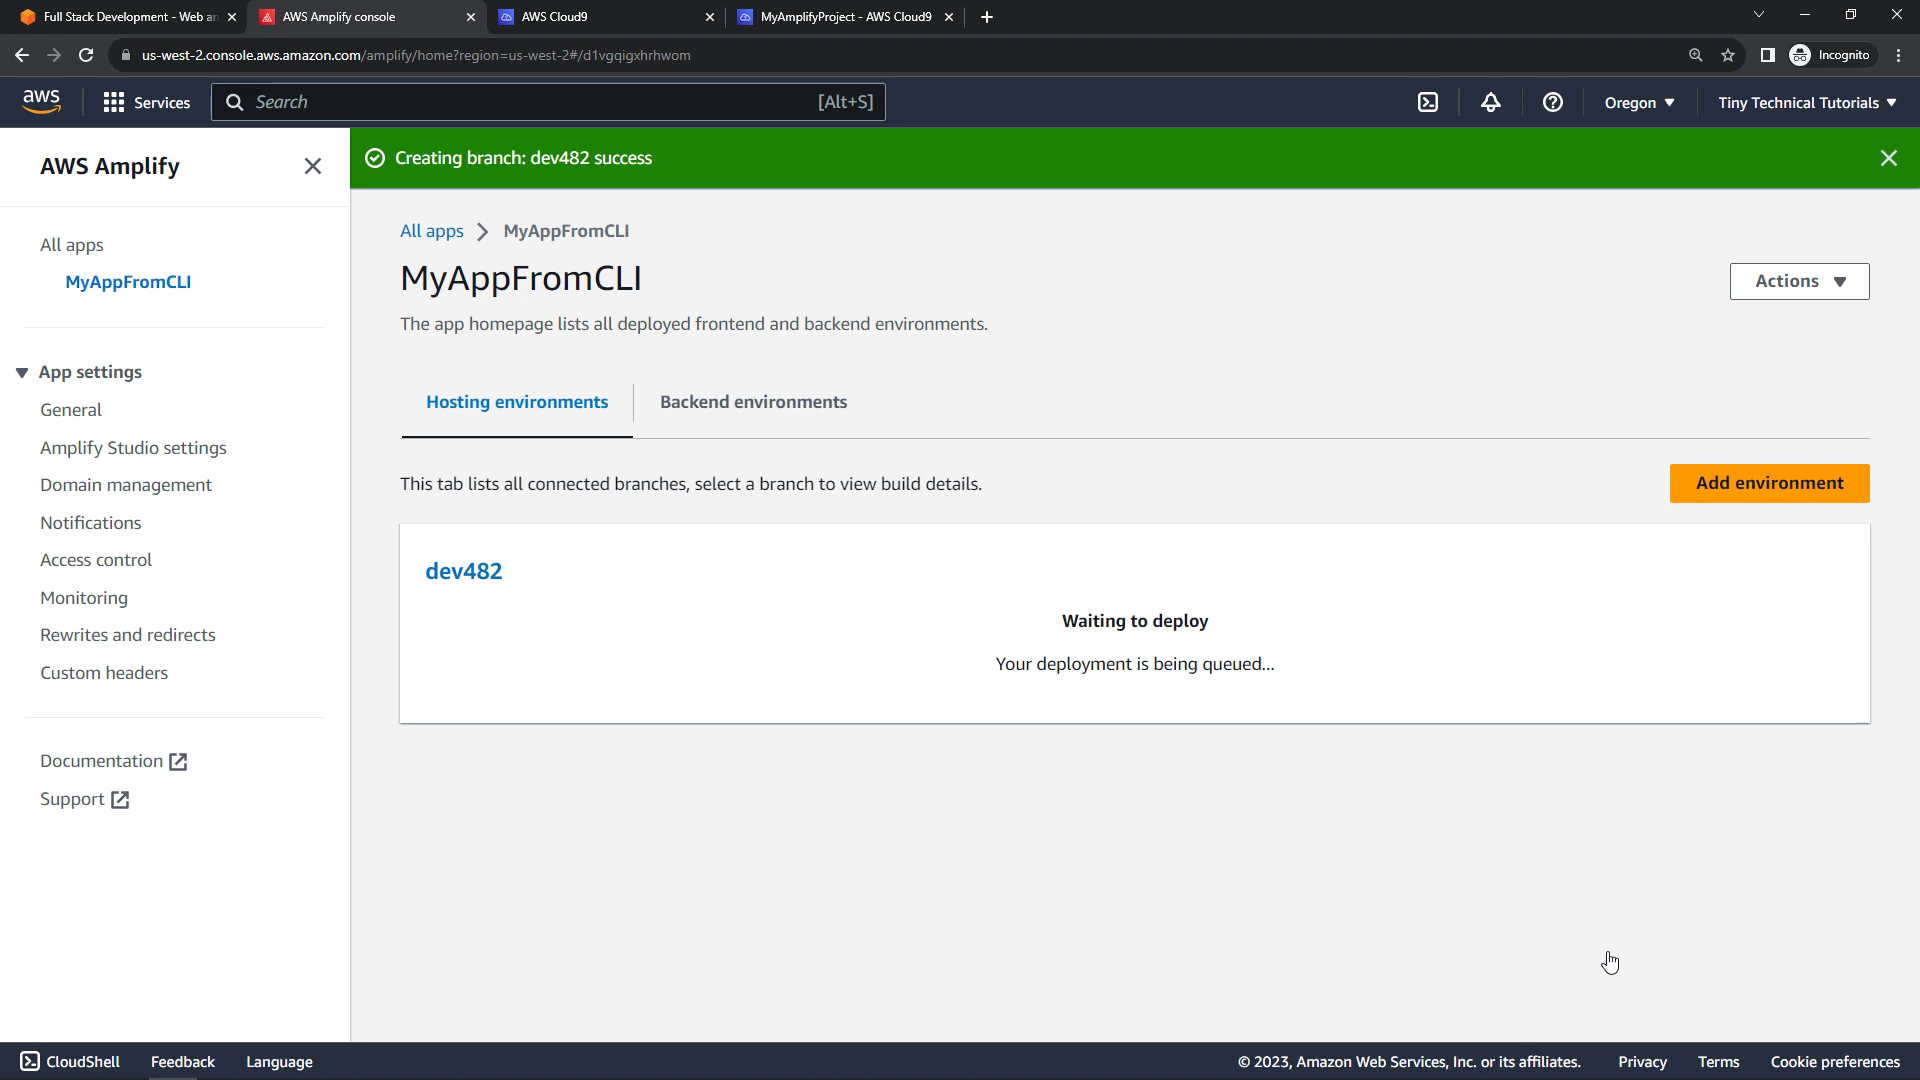 Full Stack Development - Web an
AWS Amplify console
AWS Cloud9
MyAmplifyProject - AWS Cloud9
us-west-2.console.aws.amazon.com/amplify/home?region=us-west-2#/d1vgqigxhrhwom
Incognito
aws
Services
Search
[Alt+S]
Oregon
Tiny Technical Tutorials
AWS Amplify
Creating branch: dev482 success
All apps
MyAppFromCLI
App settings
General
Amplify Studio settings
Domain management
Notifications
Access control
Monitoring
Rewrites and redirects
Custom headers
Documentation
Support
All apps
MyAppFromCLI
MyAppFromCLI
Actions
The app homepage lists all deployed frontend and backend environments.
Hosting environments
Backend environments
This tab lists all connected branches, select a branch to view build details.
Add environment
dev482
Waiting to deploy
Your deployment is being queued...
CloudShell
Feedback
Language
© 2023, Amazon Web Services, Inc. or its affiliates.
Privacy
Terms
Cookie preferences